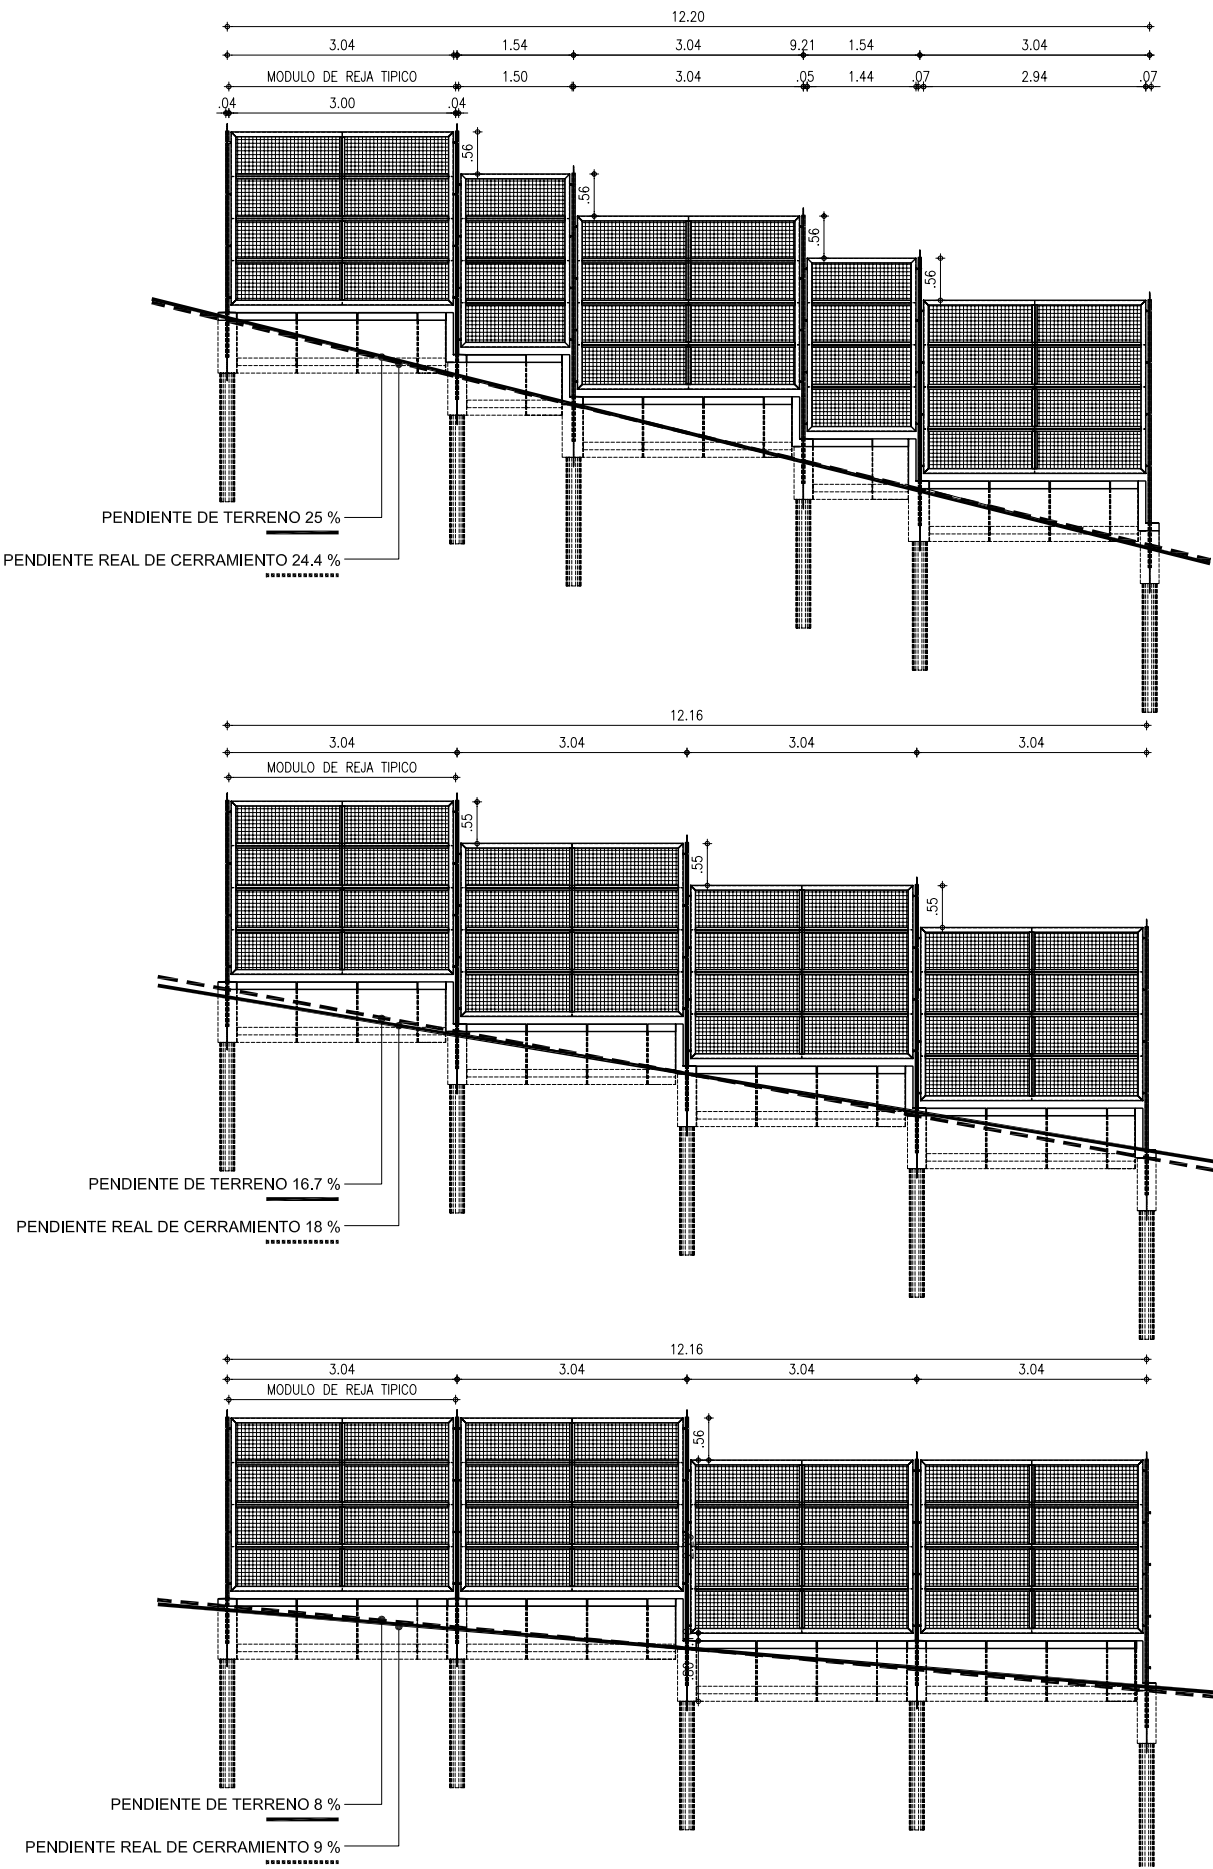 12.20
3.04 1.54 3.04 9.21 1.54 3.04
MODULO DE REJA TIPICO 1.50 3.04 .05 1.44 .07 2.94 .07
.04 3.00 .04
.56
.56
.56
.56
PENDIENTE DE TERRENO 25 %
PENDIENTE REAL DE CERRAMIENTO 24.4 %
12.16
3.04 3.04 3.04 3.04
MODULO DE REJA TIPICO
.55
.55
.55
PENDIENTE DE TERRENO 16.7 %
PENDIENTE REAL DE CERRAMIENTO 18 %
12.16
3.04 3.04 3.04 3.04
MODULO DE REJA TIPICO
.56
.80
PENDIENTE DE TERRENO 8 %
PENDIENTE REAL DE CERRAMIENTO 9 %